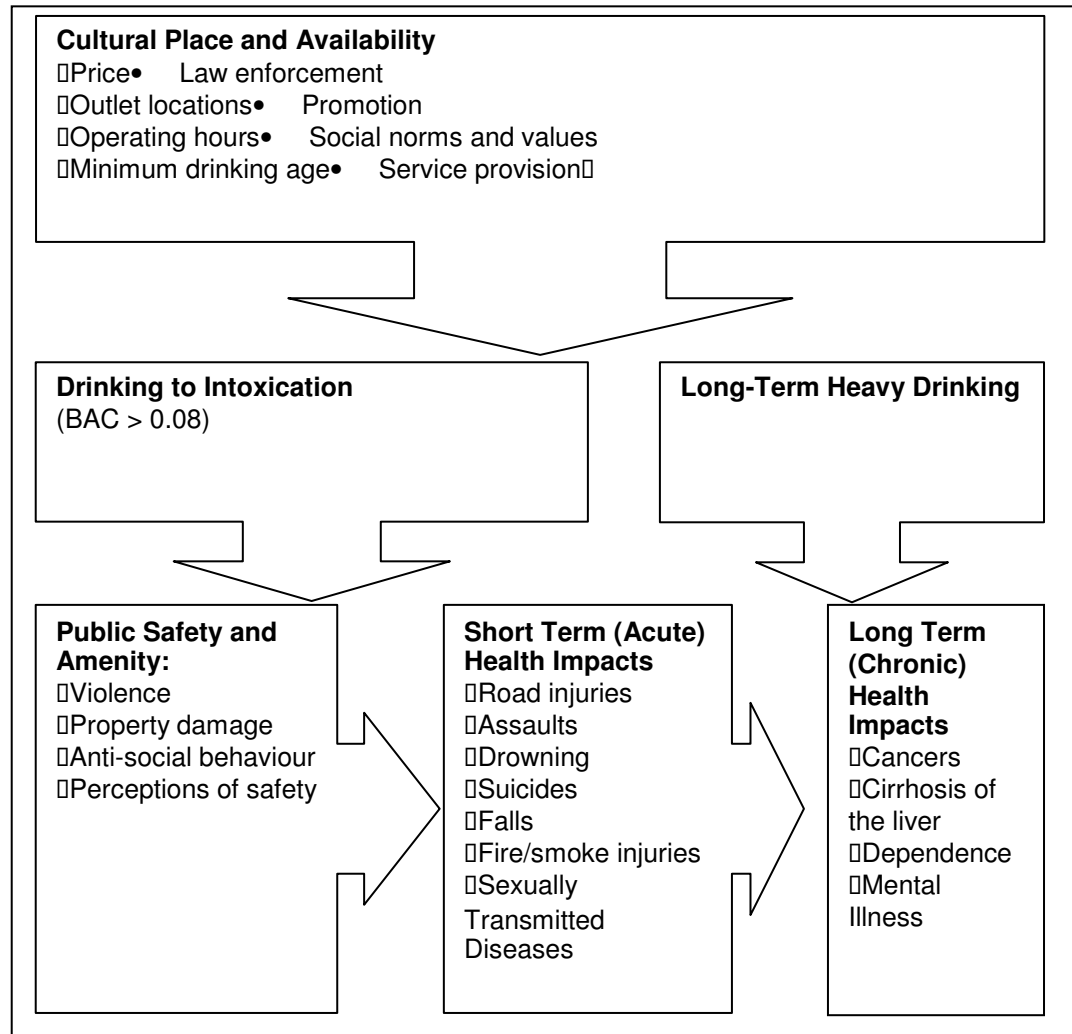 Cultural Place and Availability
▯Price• Law enforcement
▯Outlet locations• Promotion
▯Operating hours• Social norms and values
▯Minimum drinking age• Service provision▯
Drinking to Intoxication
(BAC > 0.08)
Long-Term Heavy Drinking
Public Safety and
Amenity:
▯Violence
▯Property damage
▯Anti-social behaviour
▯Perceptions of safety
Short Term (Acute)
Health Impacts
▯Road injuries
▯Assaults
▯Drowning
▯Suicides
▯Falls
▯Fire/smoke injuries
▯Sexually
Transmitted
Diseases
Long Term
(Chronic)
Health
Impacts
▯Cancers
▯Cirrhosis of
the liver
▯Dependence
▯Mental
Illness